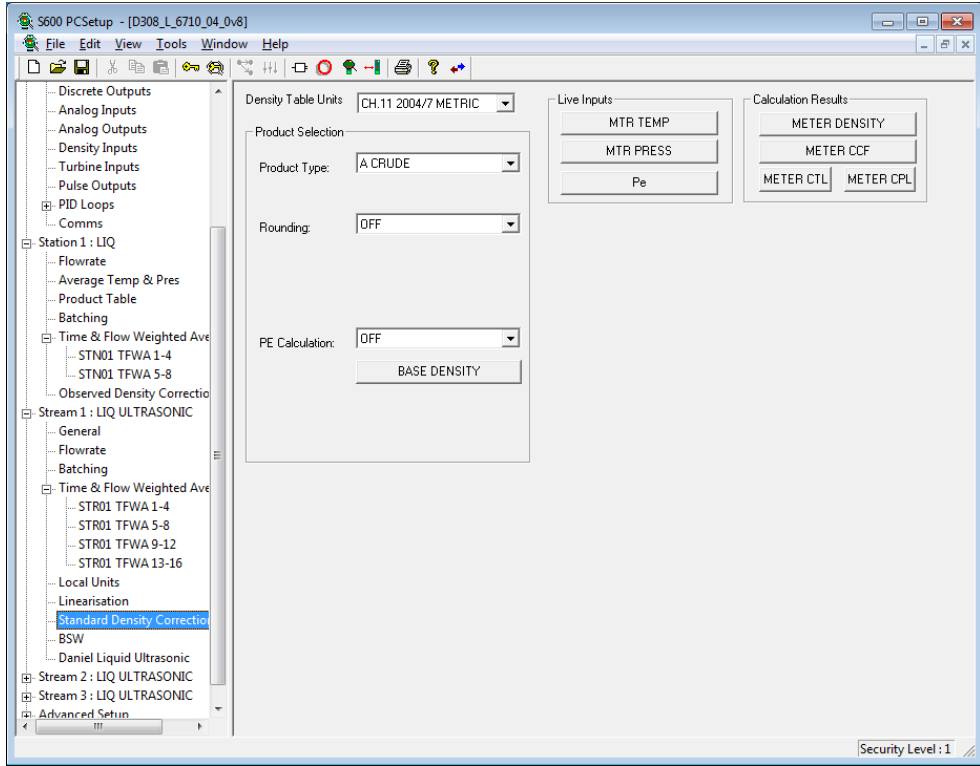 S600 PCSetup - [D308_L_6710_04_0v8]
File Edit View Tools Window Help
Discrete Outputs
Analog Inputs
Analog Outputs
Density Inputs
Turbine Inputs
Pulse Outputs
PID Loops
Comms
Station 1 : LIQ
Flowrate
Average Temp & Pres
Product Table
Batching
Time & Flow Weighted Ave
STN01 TFWA 1-4
STN01 TFWA 5-8
Observed Density Correctio
Stream 1 : LIQ ULTRASONIC
General
Flowrate
Batching
Time & Flow Weighted Ave
STR01 TFWA 1-4
STR01 TFWA 5-8
STR01 TFWA 9-12
STR01 TFWA 13-16
Local Units
Linearisation
Standard Density Correctio
BSW
Daniel Liquid Ultrasonic
Stream 2 : LIQ ULTRASONIC
Stream 3 : LIQ ULTRASONIC
Advanced Setup
Density Table Units CH.11 2004/7 METRIC
Product Selection
Product Type: A CRUDE
Rounding: OFF
PE Calculation: OFF
BASE DENSITY
Live Inputs
MTR TEMP
MTR PRESS
Pe
Calculation Results
METER DENSITY
METER CCF
METER CTL METER CPL
Security Level : 1